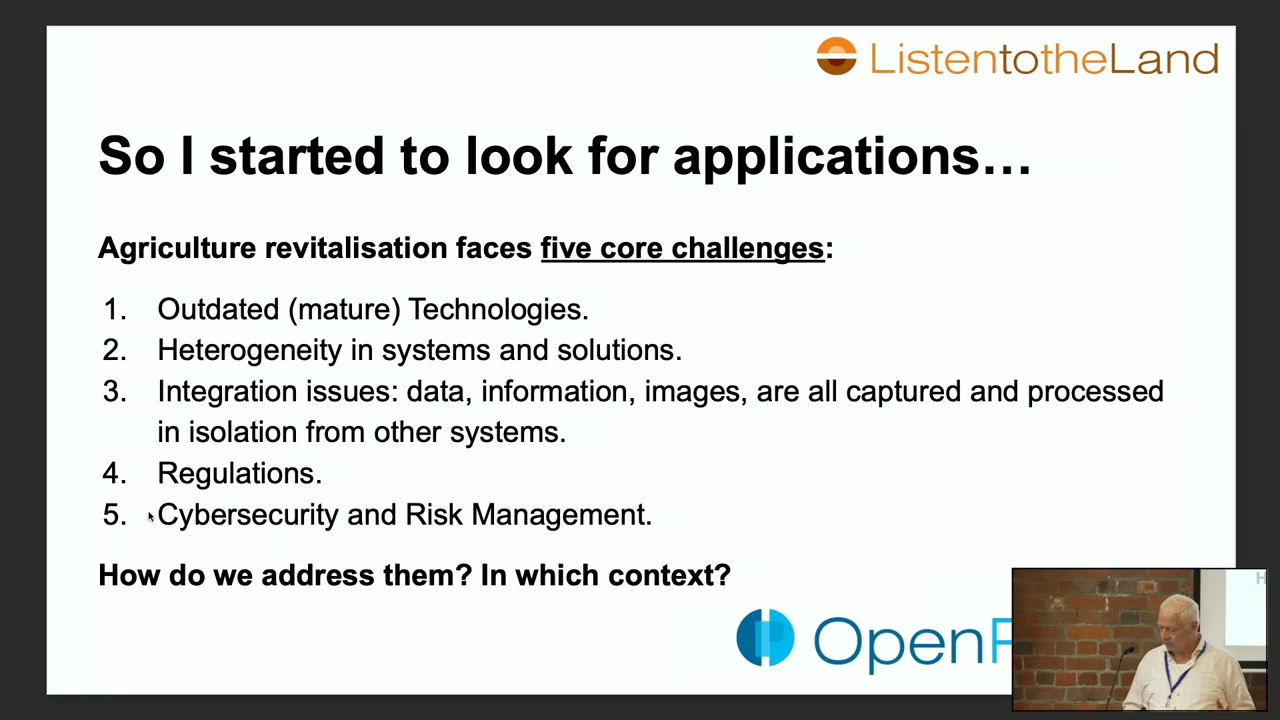 ListentotheLand
So I started to look for applications…
Agriculture revitalisation faces five core challenges:
1. Outdated (mature) Technologies.
2. Heterogeneity in systems and solutions.
3. Integration issues: data, information, images, are all captured and processed
in isolation from other systems.
4. Regulations.
5. Cybersecurity and Risk Management.
How do we address them? In which context?
Open